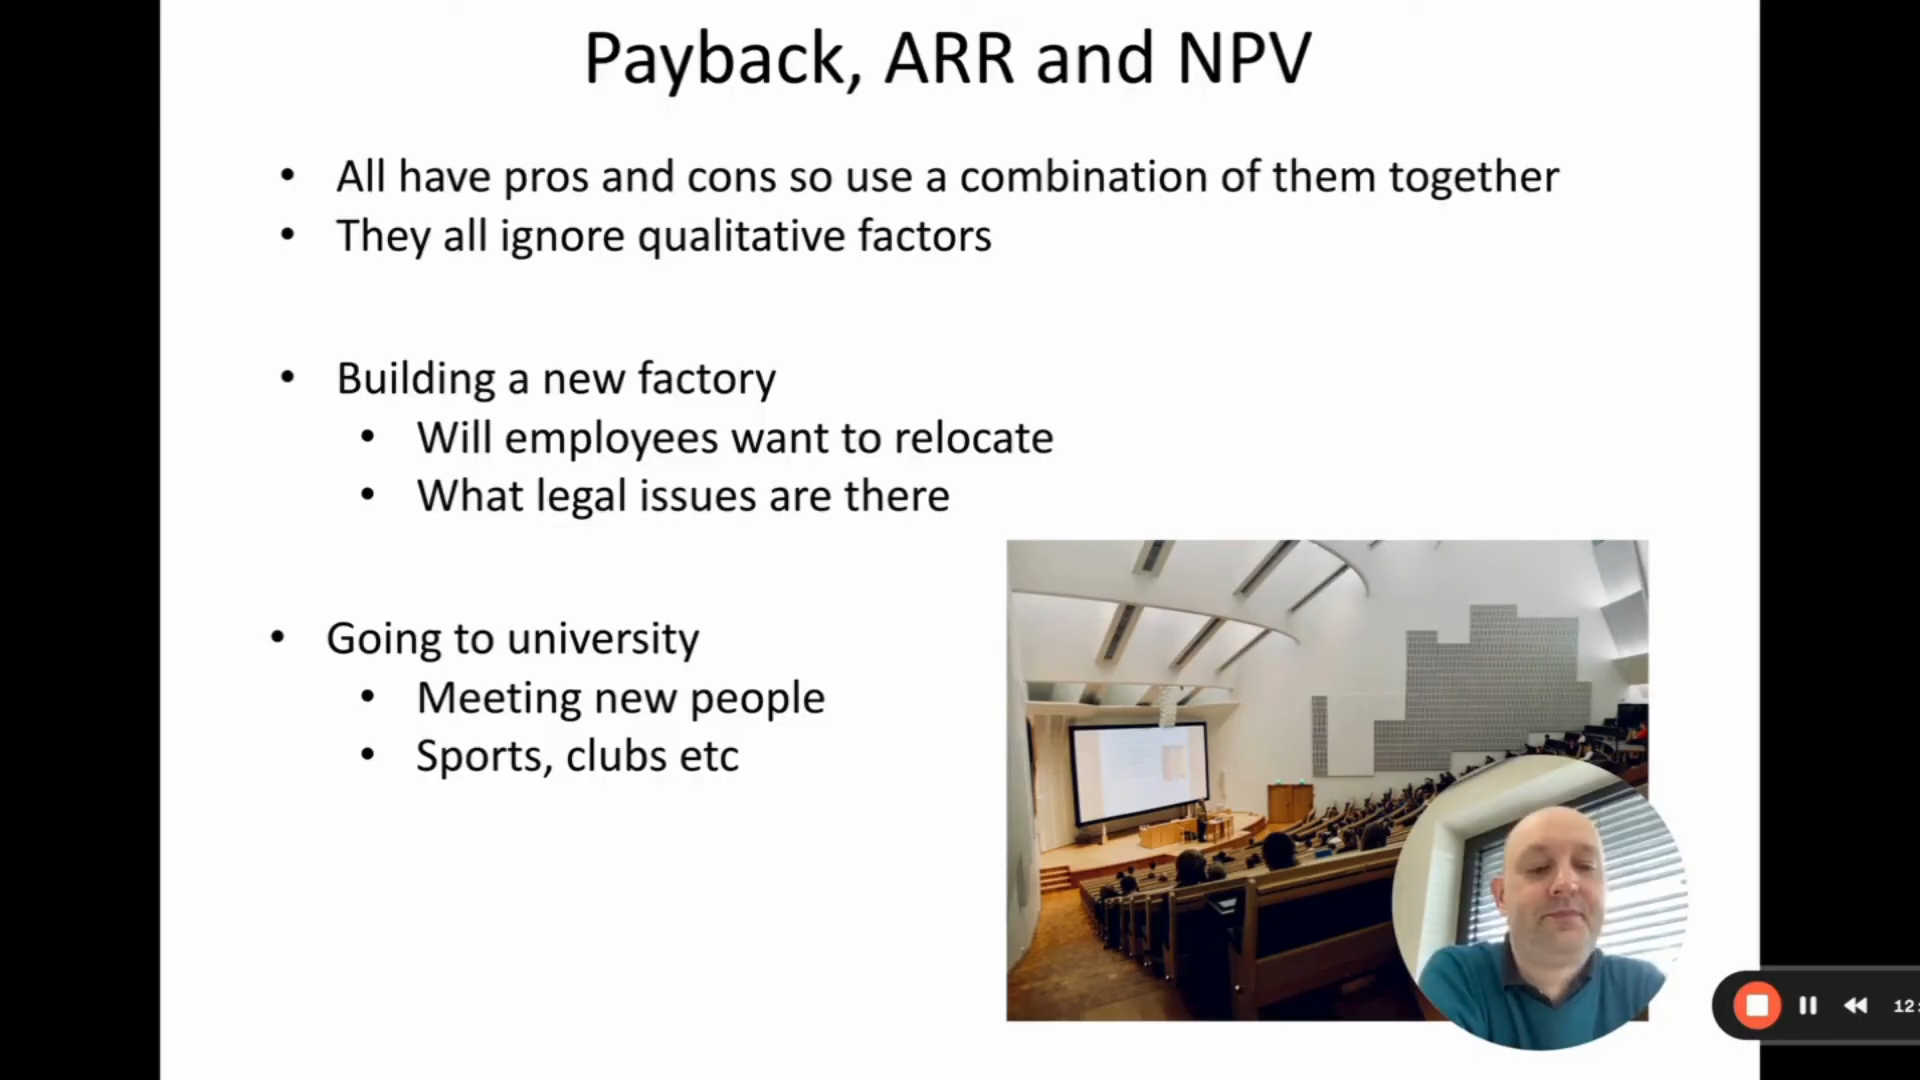 Payback, ARR and NPV
• All have pros and cons so use a combination of them together
• They all ignore qualitative factors
• Building a new factory
• Will employees want to relocate
• What legal issues are there
• Going to university
• Meeting new people
• Sports, clubs etc
12: